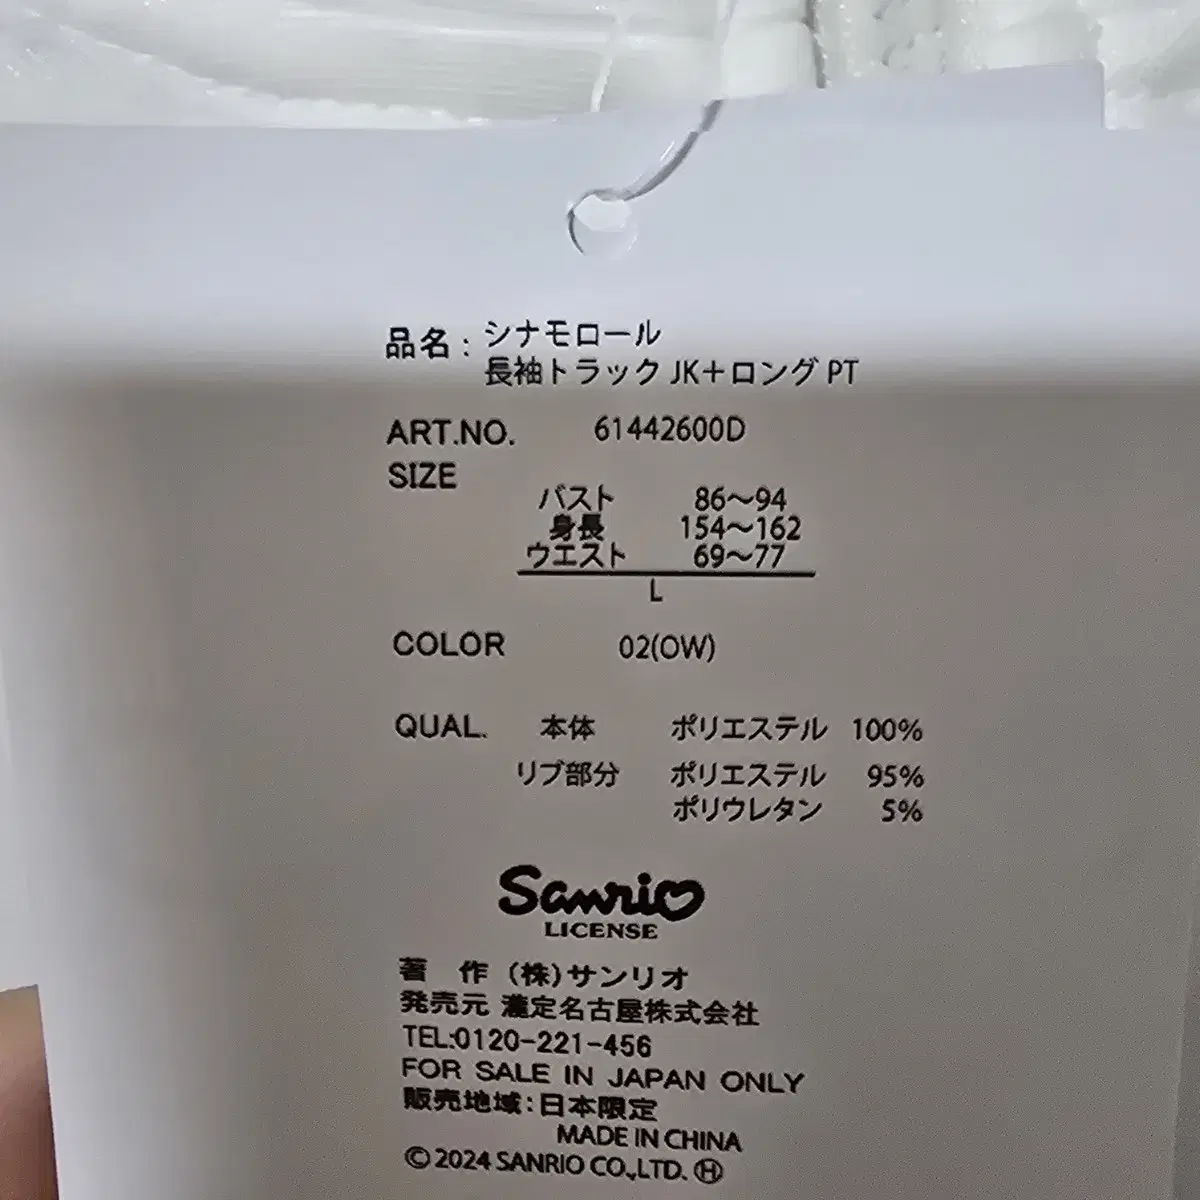 品名: シナモロール
長袖トラック JK＋ロング PT
ART.NO. 61442600D
SIZE
バスト 86〜94
身長 154〜162
ウエスト 69〜77
L
COLOR 02(OW)
QUAL. 本体 ポリエステル 100%
リブ部分 ポリエステル 95%
ポリウレタン 5%
Sanrio
LICENSE
著 作 (株)サンリオ
発売元 瀧定名古屋株式会社
TEL:0120-221-456
FOR SALE IN JAPAN ONLY
販売地域:日本限定
MADE IN CHINA
©2024 SANRIO CO.,LTD. Ⓗ